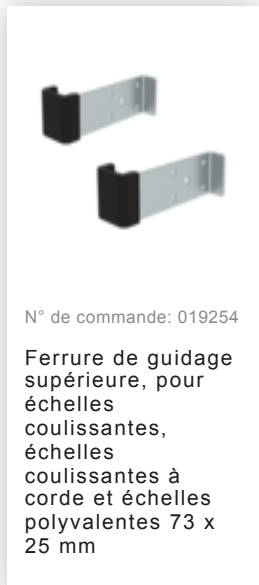 N° de commande: 019254
Ferrure de guidage
supérieure, pour
échelles
coulissantes,
échelles
coulissantes à
corde et échelles
polyvalentes 73 x
25 mm